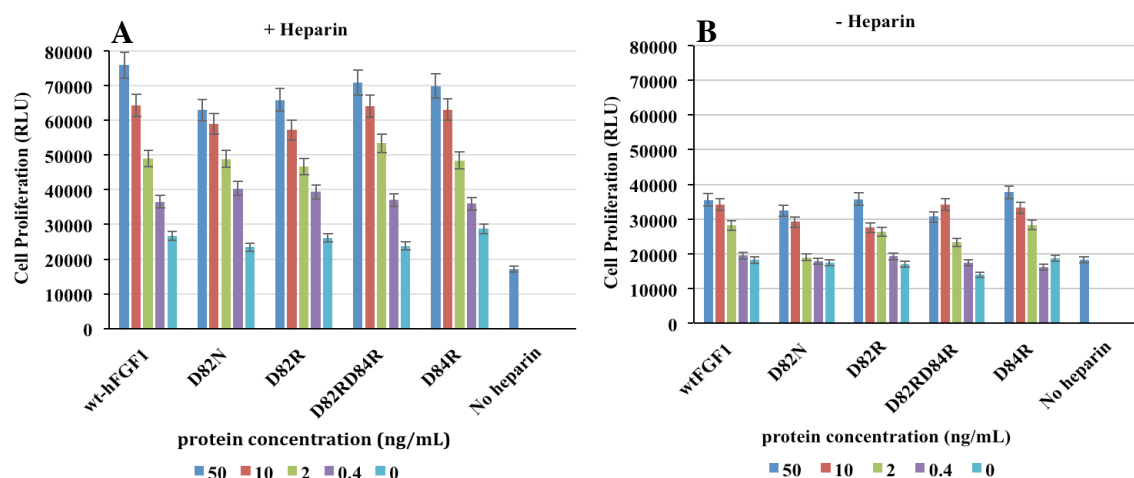 A
+ Heparin
Cell Proliferation (RLU)
80000
70000
60000
50000
40000
30000
20000
10000
0
wt-hFGF1
D82N
D82R
D82RD84R
D84R
No heparin
protein concentration (ng/mL)
50 10 2 0.4 0
B
- Heparin
Cell Proliferation (RLU)
80000
70000
60000
50000
40000
30000
20000
10000
0
wtFGF1
D82N
D82R
D82RD84R
D84R
No heparin
protein concentration (ng/mL)
50 10 2 0.4 0